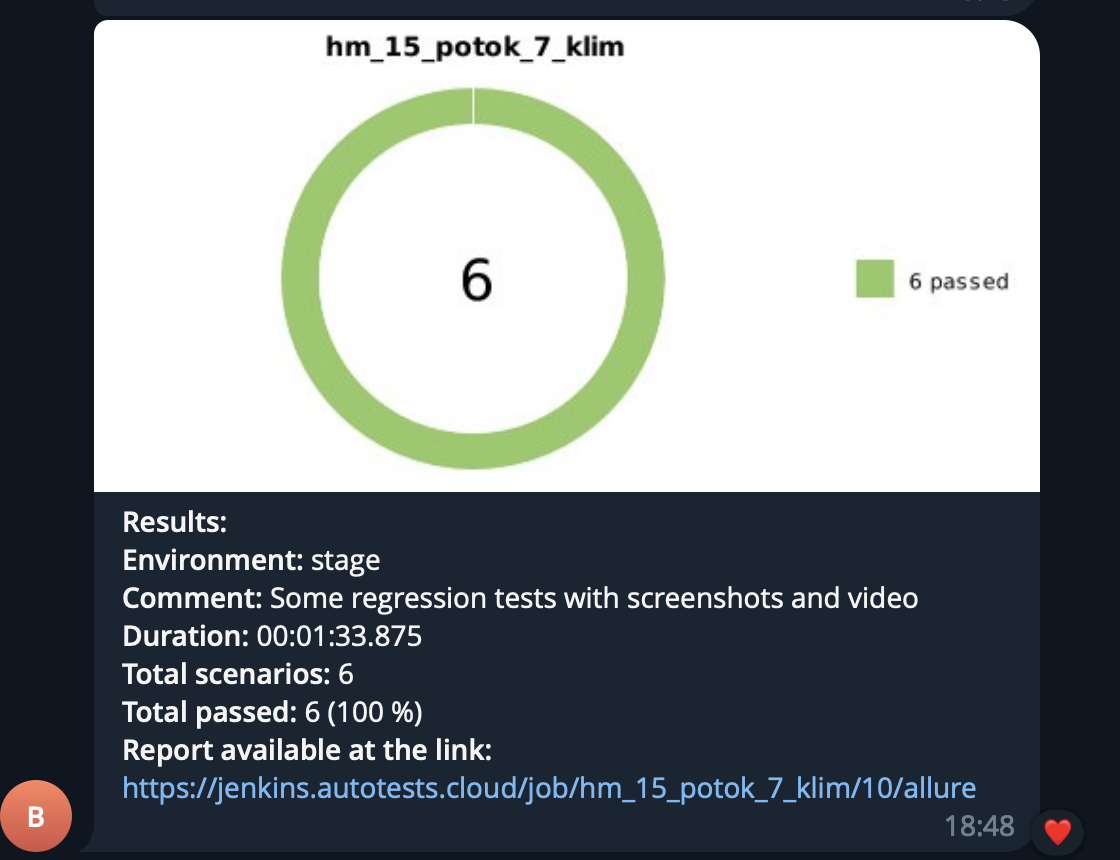 hm_15_potok_7_klim
6
6 passed
Results:
Environment: stage
Comment: Some regression tests with screenshots and video
Duration: 00:01:33.875
Total scenarios: 6
Total passed: 6 (100 %)
Report available at the link:
https://jenkins.autotests.cloud/job/hm_15_potok_7_klim/10/allure
B
18:48